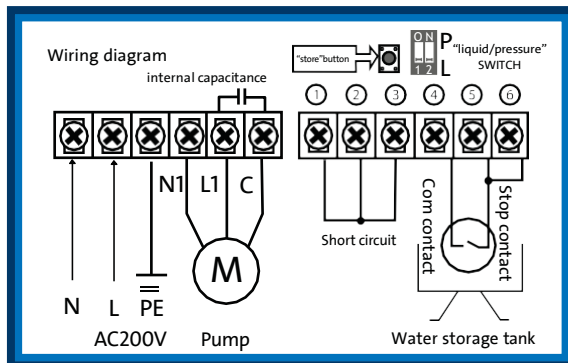 Wiring diagram
internal capacitance
"store"button
ON
1 2
P
L
"liquid/pressure"
SWITCH
1 2 3 4 5 6
N1 L1 C
M
N L PE
AC200V Pump
Short circuit
Com contact
Stop contact
Water storage tank